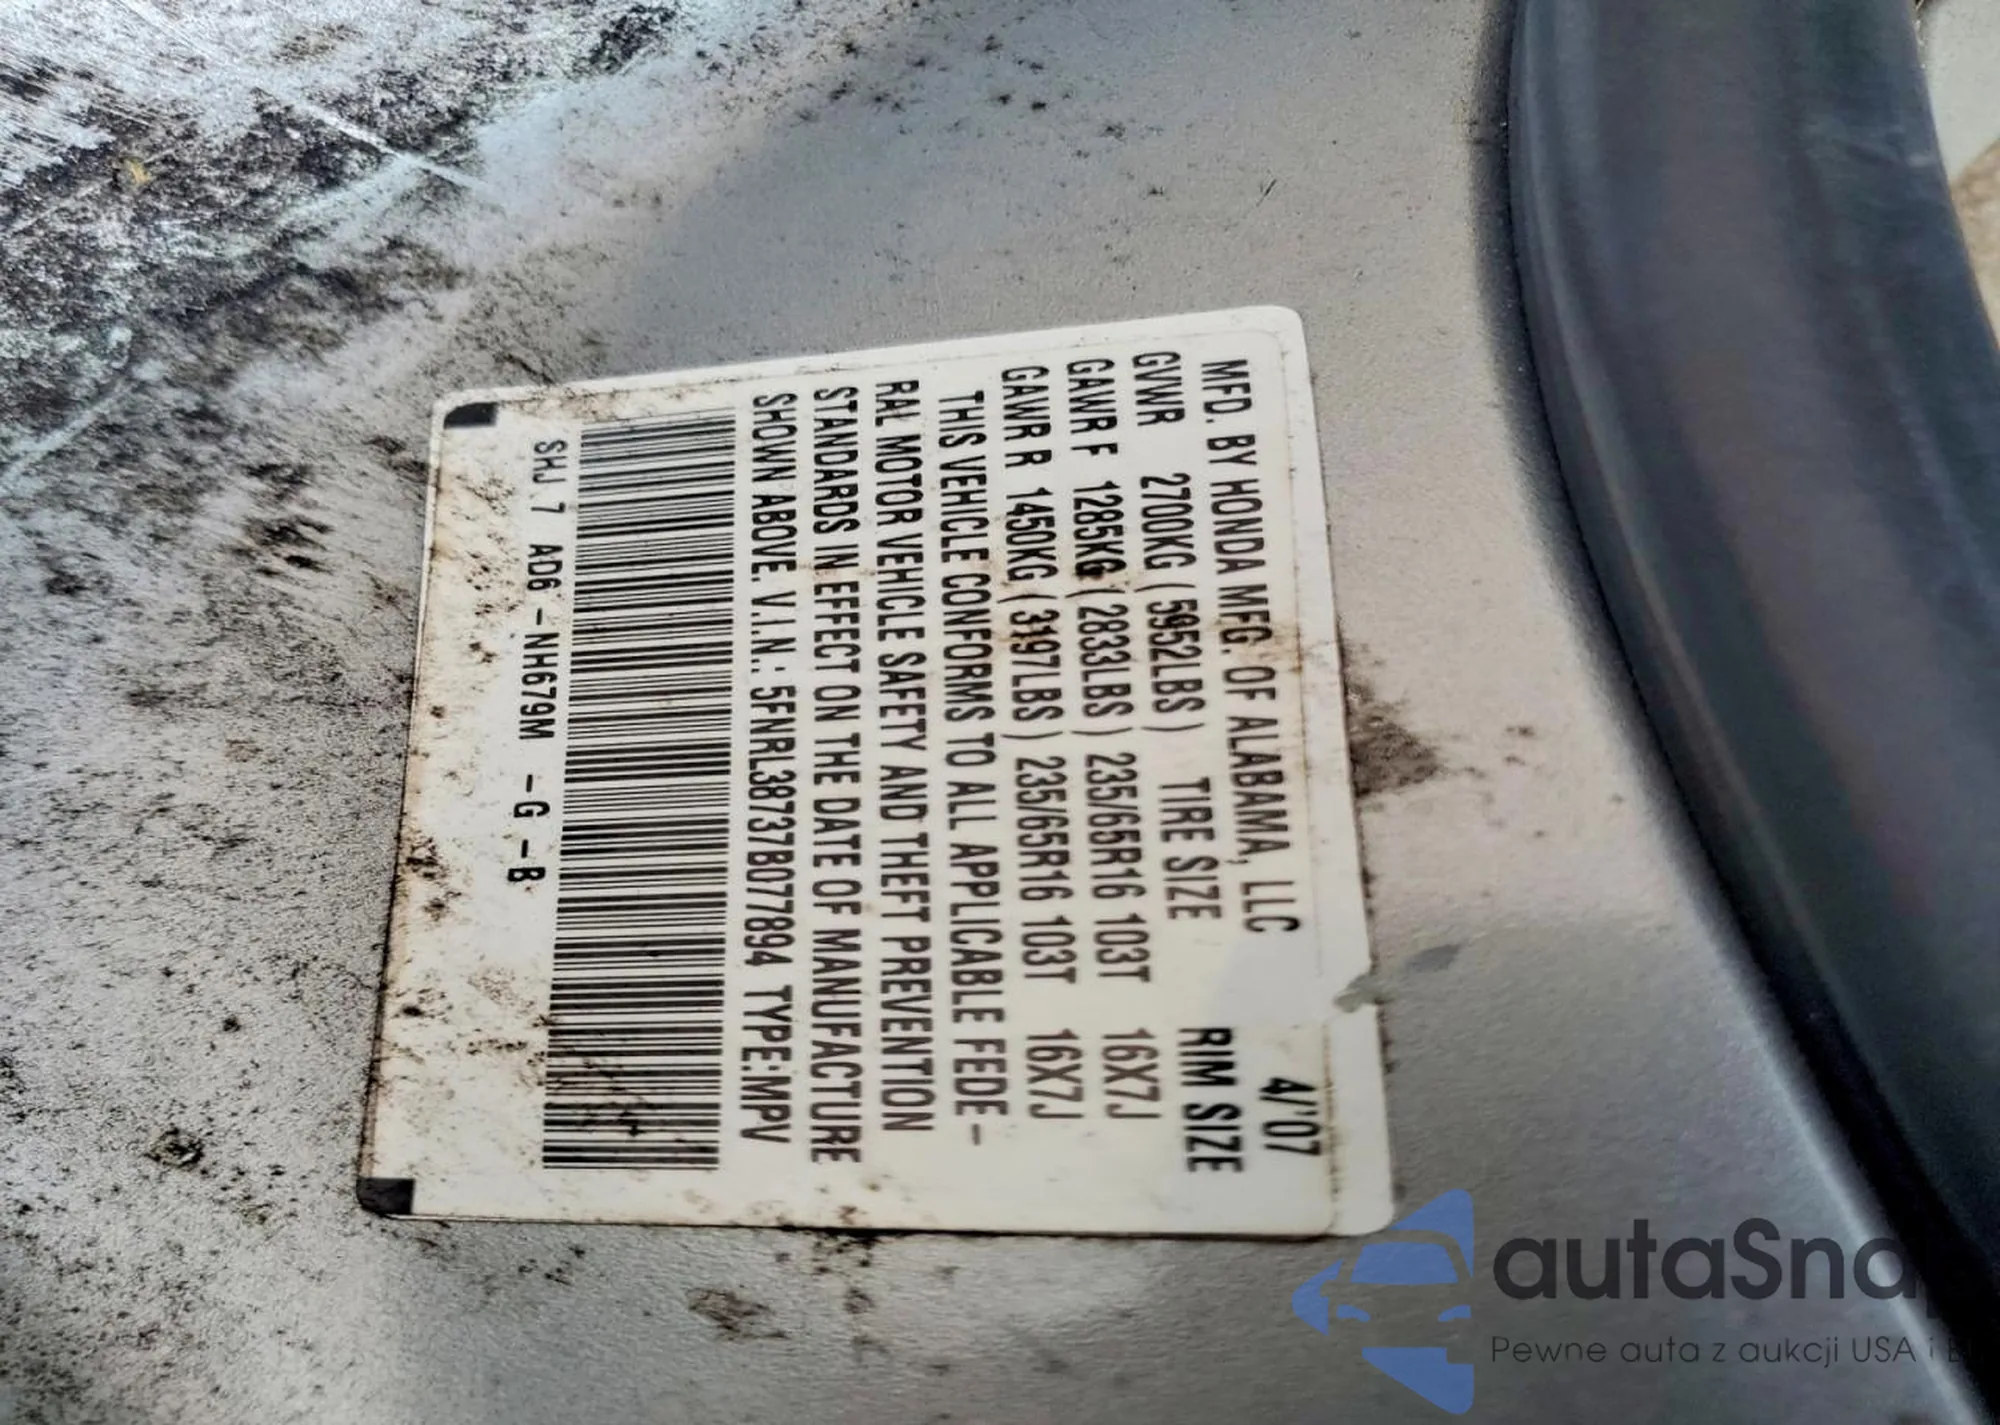 MFD. BY HONDA MFG. OF ALABAMA, LLC 4/'07
GVWR 2700KG (5952LBS) TIRE SIZE RIM SIZE
GAWR F 1285KG (2833LBS) 235/65R16 103T 16X7J
GAWR R 1450KG (3197LBS) 235/65R16 103T 16X7J
THIS VEHICLE CONFORMS TO ALL APPLICABLE FEDE-
RAL MOTOR VEHICLE SAFETY AND THEFT PREVENTION
STANDARDS IN EFFECT ON THE DATE OF MANUFACTURE
SHOWN ABOVE. V.I.N.: 5FNRL38737B077894 TYPE:MPV
SHJ 7 AD6 -NH679M -G -B
autaSna
Pewne auta z aukcji USA i